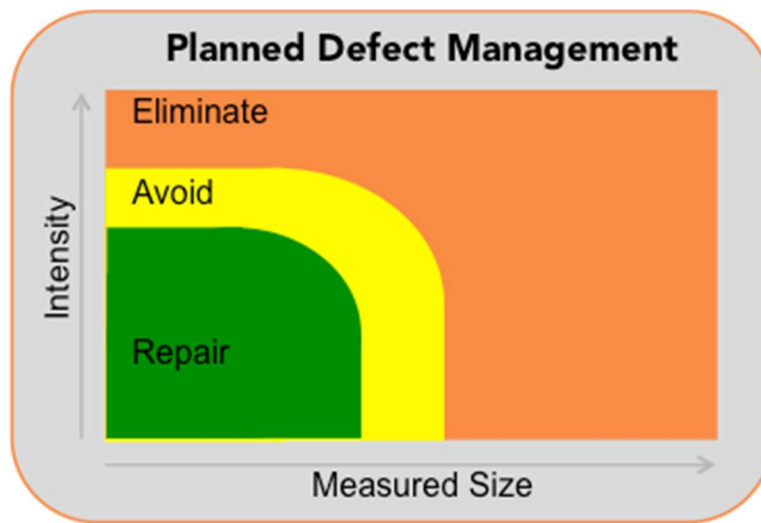 Planned Defect Management
Eliminate
Avoid
Repair
Intensity
Measured Size